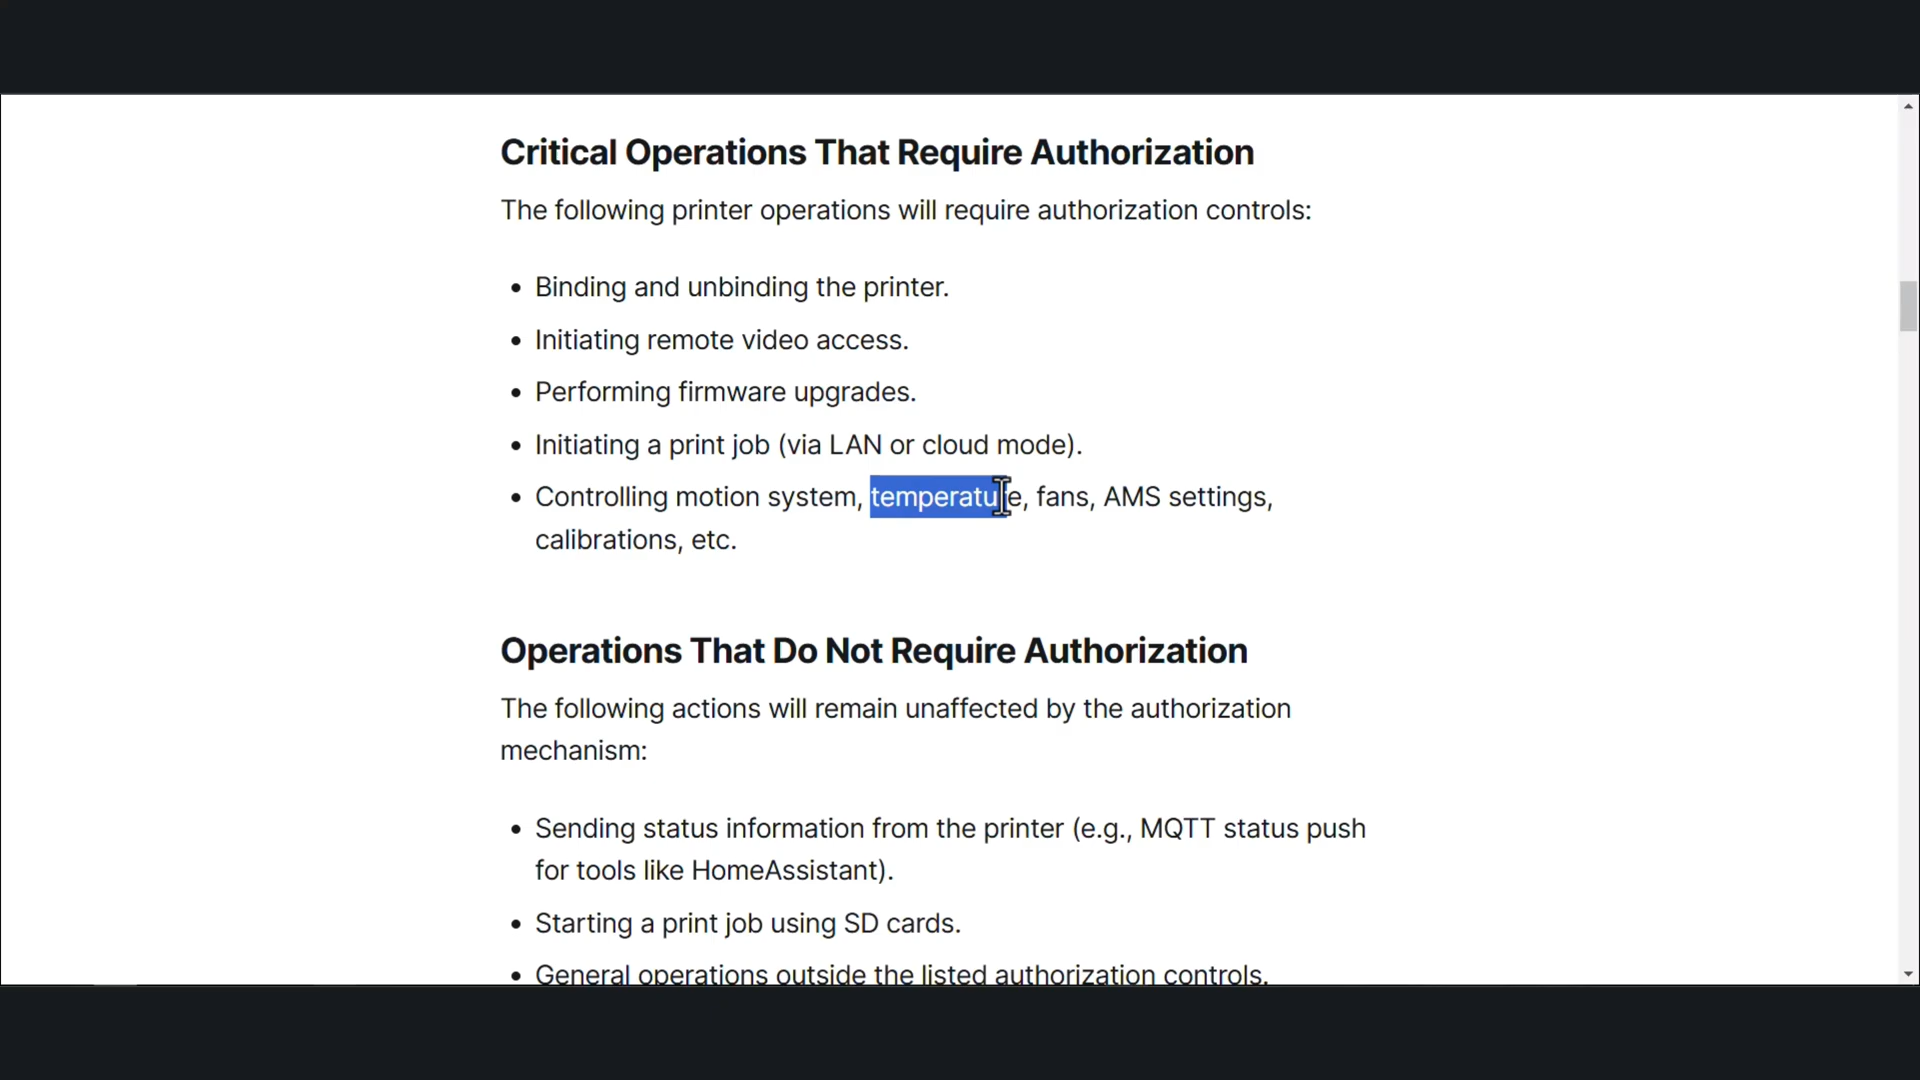 Critical Operations That Require Authorization
The following printer operations will require authorization controls:
• Binding and unbinding the printer.
• Initiating remote video access.
• Performing firmware upgrades.
• Initiating a print job (via LAN or cloud mode).
• Controlling motion system, temperature, fans, AMS settings,
calibrations, etc.
Operations That Do Not Require Authorization
The following actions will remain unaffected by the authorization
mechanism:
• Sending status information from the printer (e.g., MQTT status push
for tools like HomeAssistant).
• Starting a print job using SD cards.
• General operations outside the listed authorization controls.